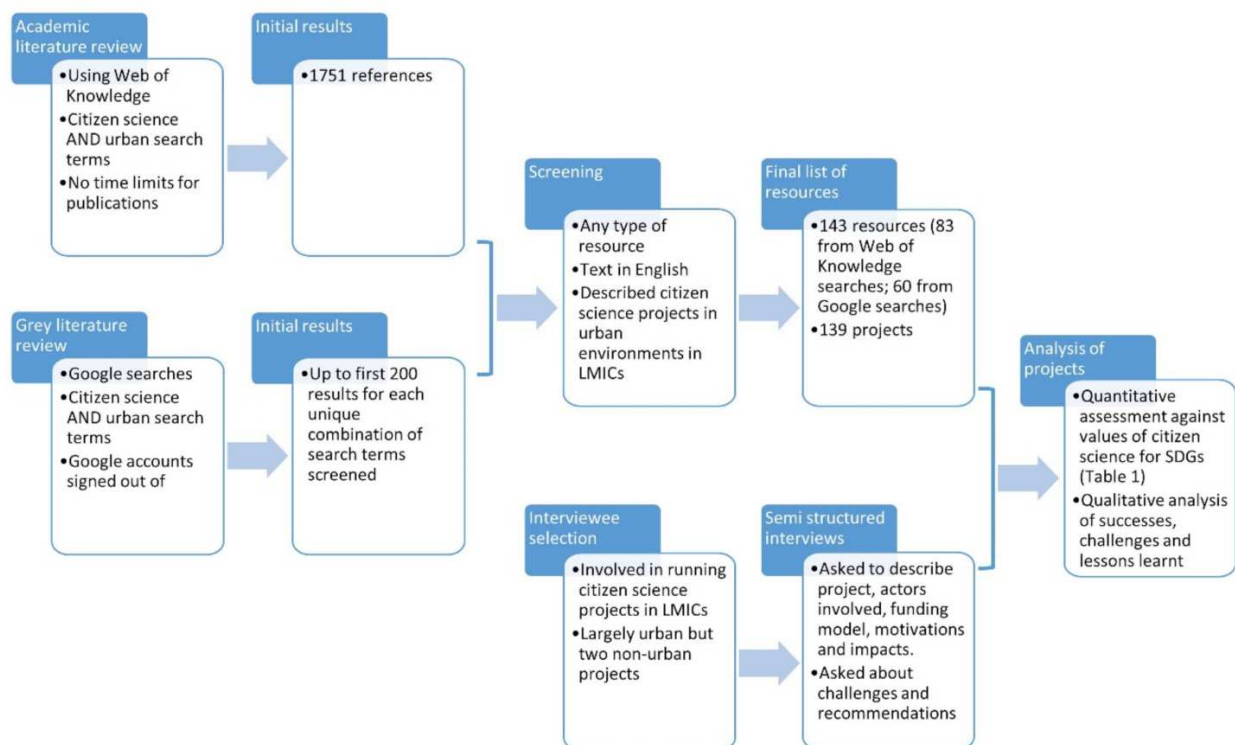 Academic
literature review
•Using Web of
Knowledge
•Citizen science
AND urban search
terms
•No time limits for
publications
Initial results
•1751 references
Grey literature
review
•Google searches
•Citizen science
AND urban search
terms
•Google accounts
signed out of
Initial results
•Up to first 200
results for each
unique
combination of
search terms
screened
Screening
•Any type of
resource
•Text in English
•Described citizen
science projects in
urban
environments in
LMICs
Final list of
resources
•143 resources (83
from Web of
Knowledge
searches; 60 from
Google searches)
•139 projects
Interviewee
selection
•Involved in running
citizen science
projects in LMICs
•Largely urban but
two non-urban
projects
Semi structured
interviews
•Asked to describe
project, actors
involved, funding
model, motivations
and impacts.
•Asked about
challenges and
recommendations
Analysis of
projects
•Quantitative
assessment against
values of citizen
science for SDGs
(Table 1)
•Qualitative analysis
of successes,
challenges and
lessons learnt